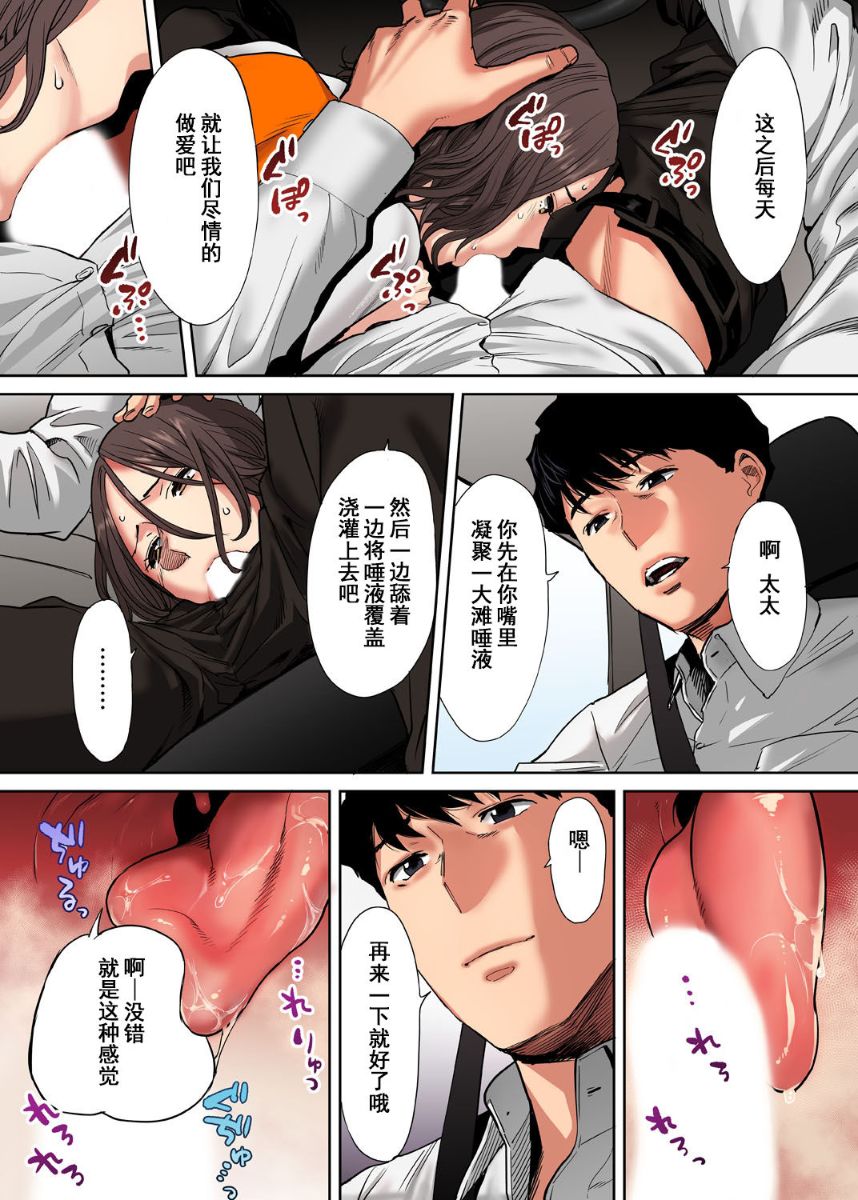 这之后每天
就让我们尽情的
做爱吧
ぐぽっ
ぐぽっ
ぐぷっ
ぐぷ…
啊 太太
你先在你嘴里
凝聚一大滩唾液
然后一边舔着
一边将唾液覆盖
浇灌上去吧
………
嗯—
再来一下就好了哦
れろっ
れろれろ
ぢゅるっ
…れりゅっ
啊—没错
就是这种感觉
れろれろ